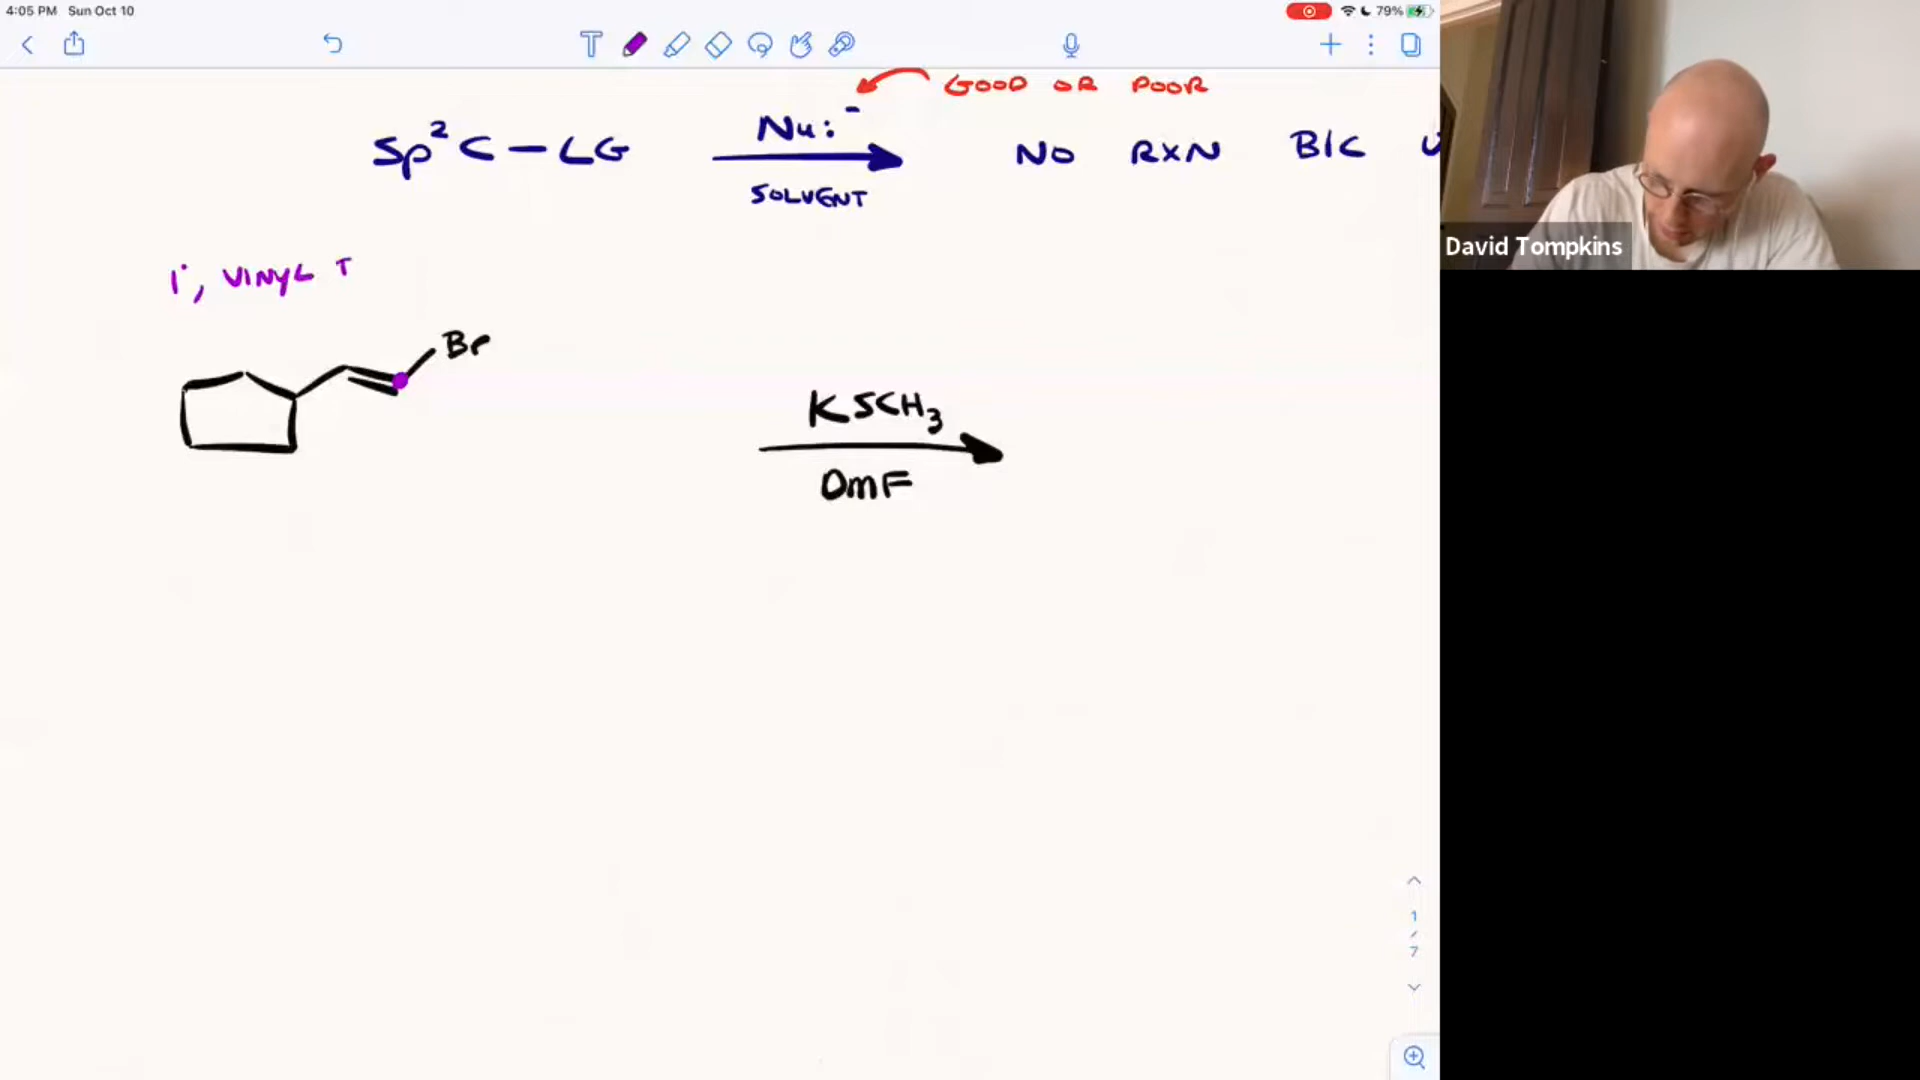 4:05 PM Sun Oct 10
79%
T
GOOD OR POOR
Sp² C – LG
Nu:⁻
SOLVENT
NO RXN B/C
David Tompkins
1°, VINYL
Br
KSCH₃
DMF
1
/
7